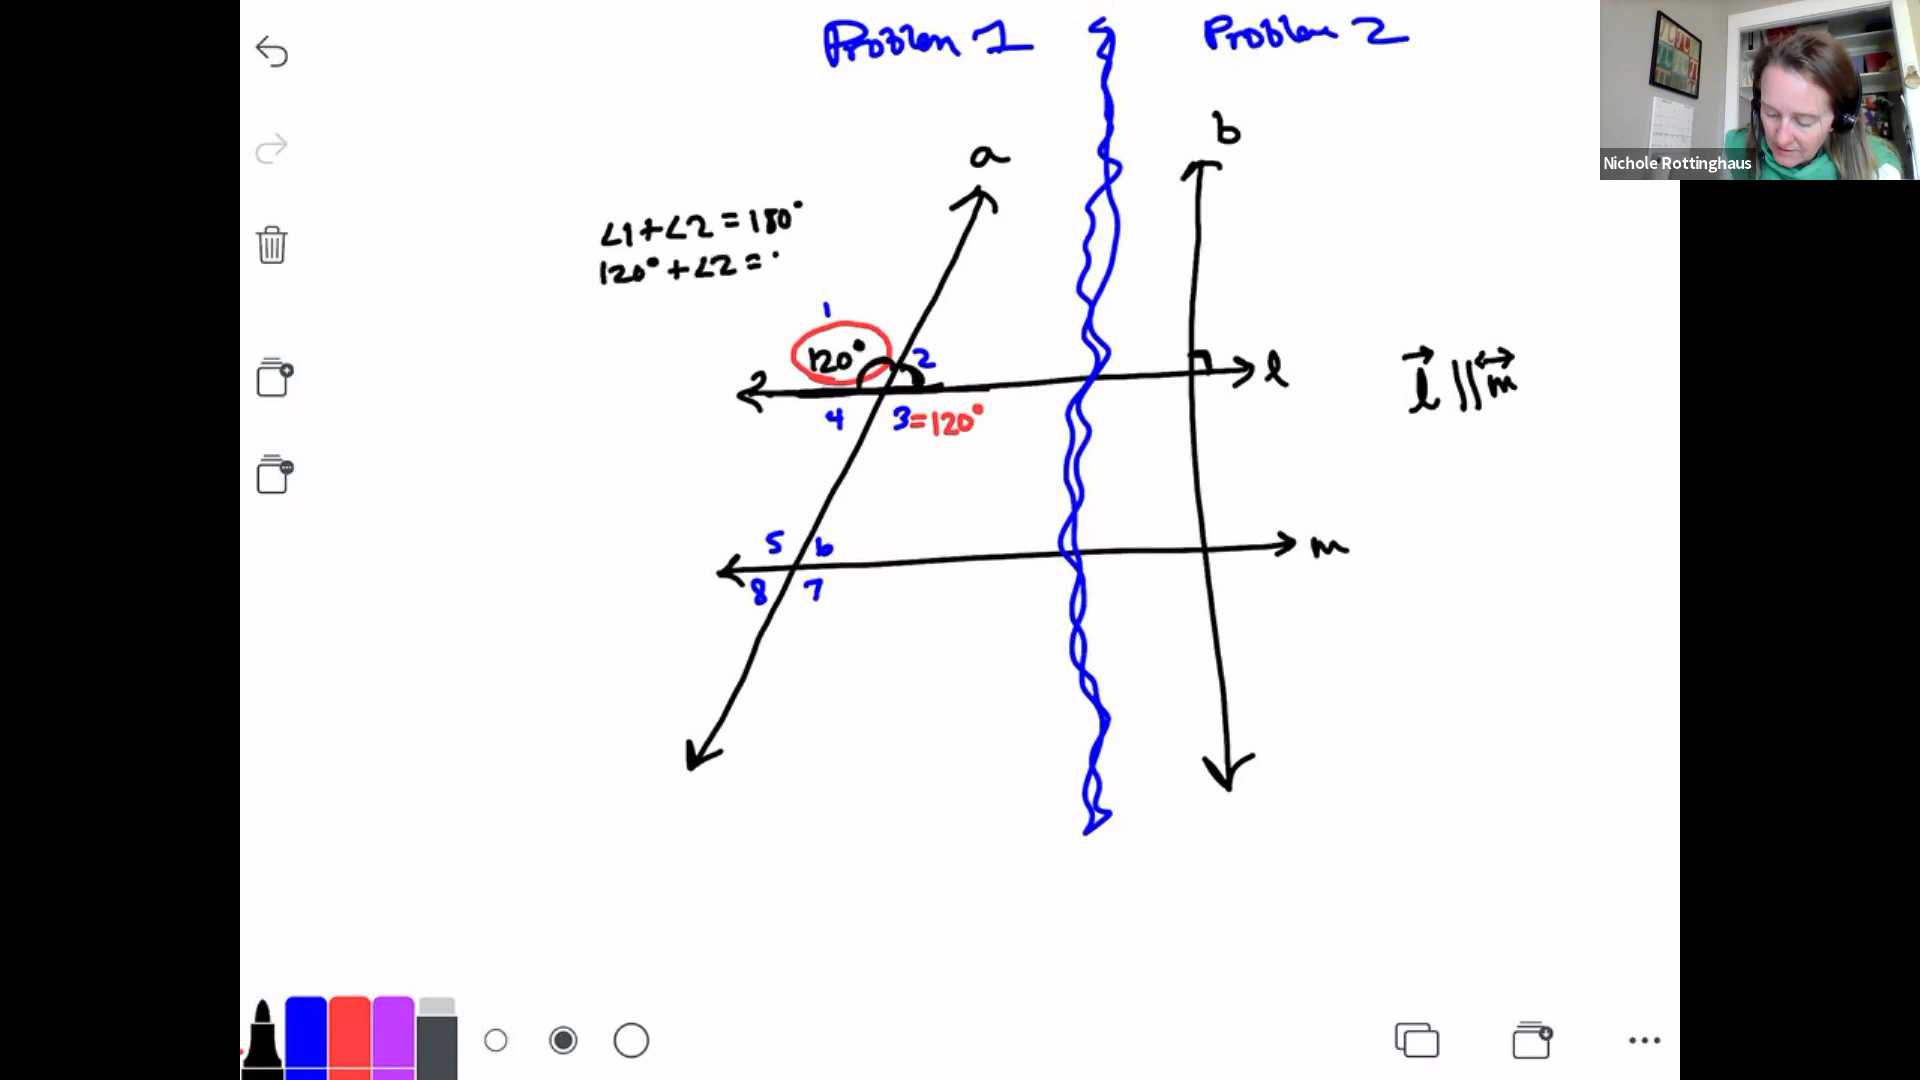 Problem 1
Problem 2
b
a
∠1+∠2=180°
120°+∠2=
1
120°
2
l
l || m
4
3=120°
5
6
m
8
7
Nichole Rottinghaus